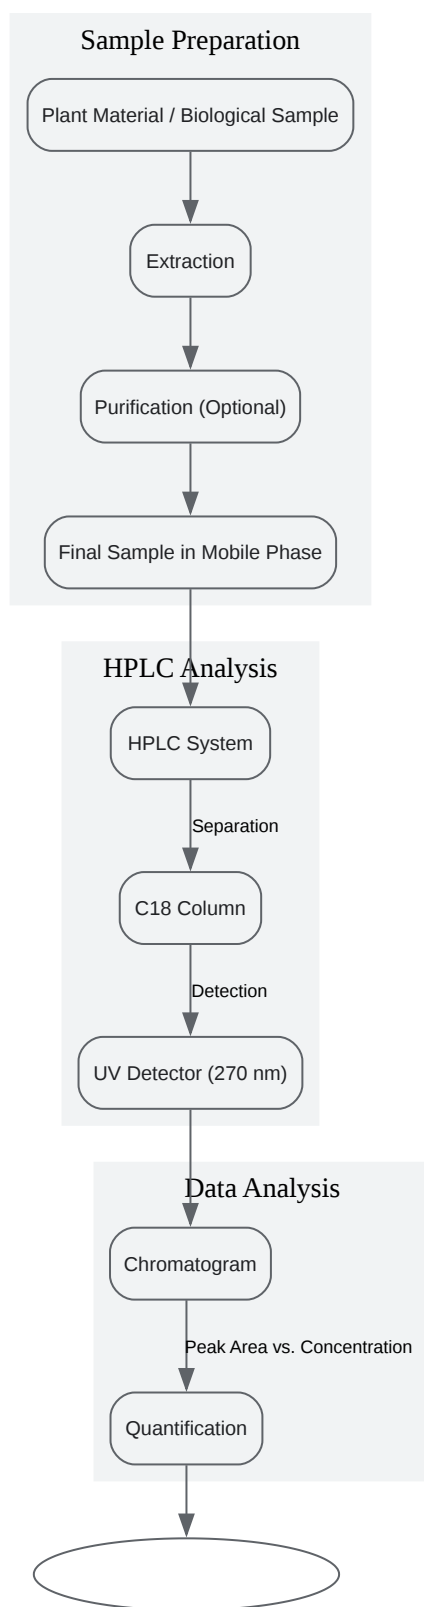 Sample Preparation
Plant Material / Biological Sample
Extraction
Purification (Optional)
Final Sample in Mobile Phase
HPLC Analysis
HPLC System
Separation
C18 Column
Detection
UV Detector (270 nm)
Data Analysis
Chromatogram
Peak Area vs. Concentration
Quantification